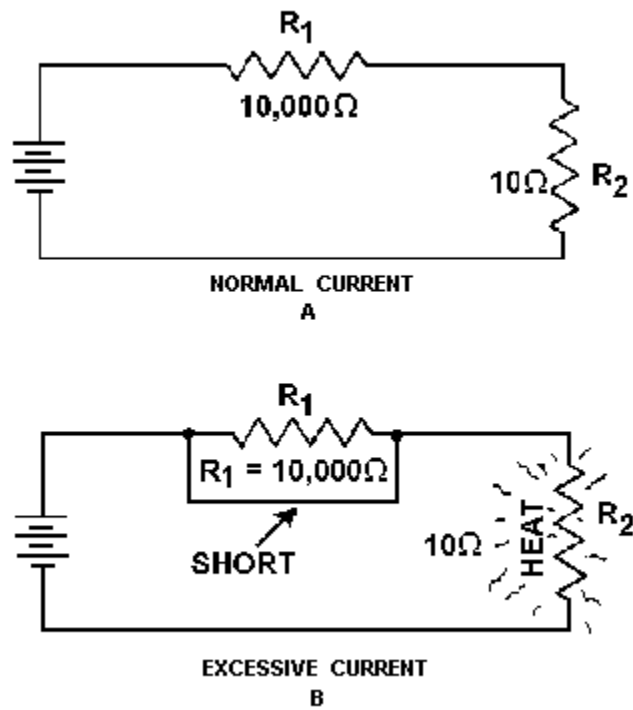 R1
10,000Ω
10Ω R2
NORMAL CURRENT
A
R1
R1 = 10,000Ω
SHORT
10Ω
HEAT
R2
EXCESSIVE CURRENT
B